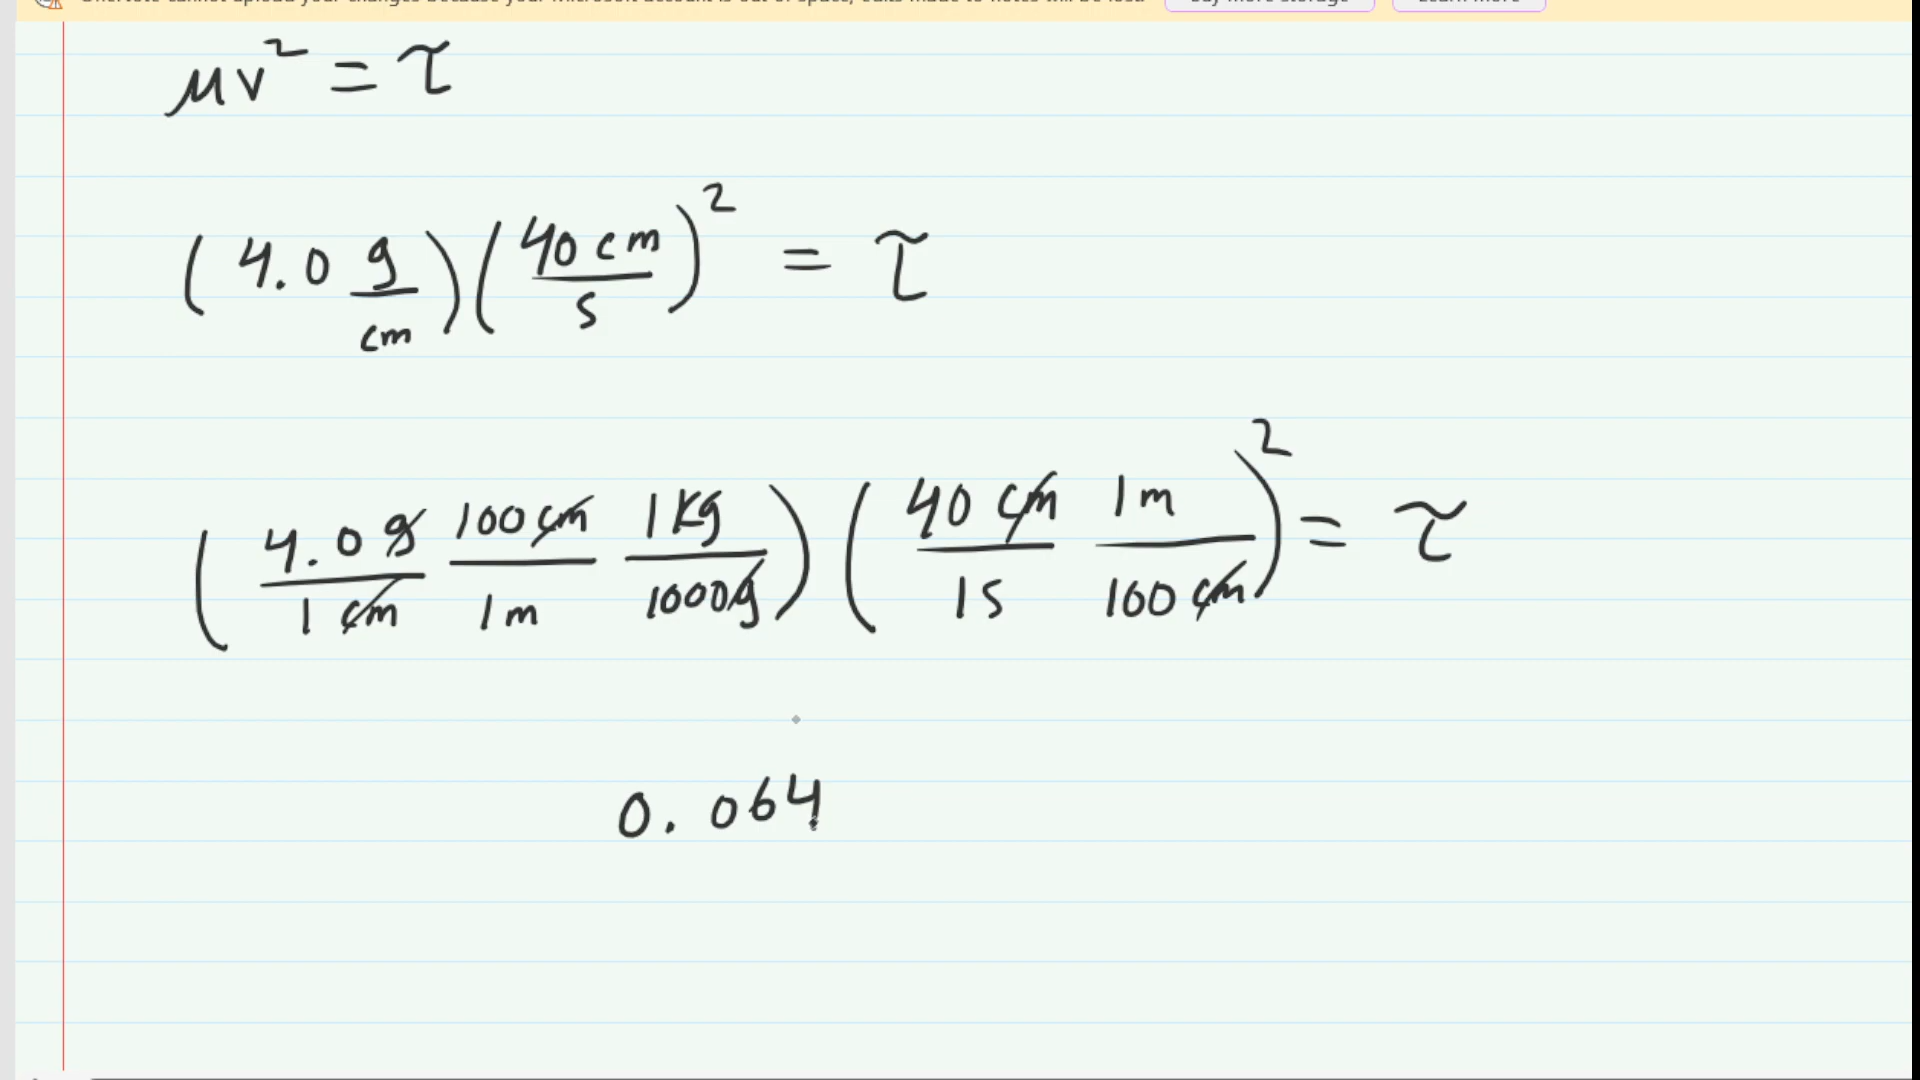 μv² = τ
(4.0 g/cm)(40 cm/s)² = τ
(4.0 g/1 cm 100 cm/1 m 1 kg/1000 g)(40 cm/1 s 1 m/100 cm)² = τ
0.064